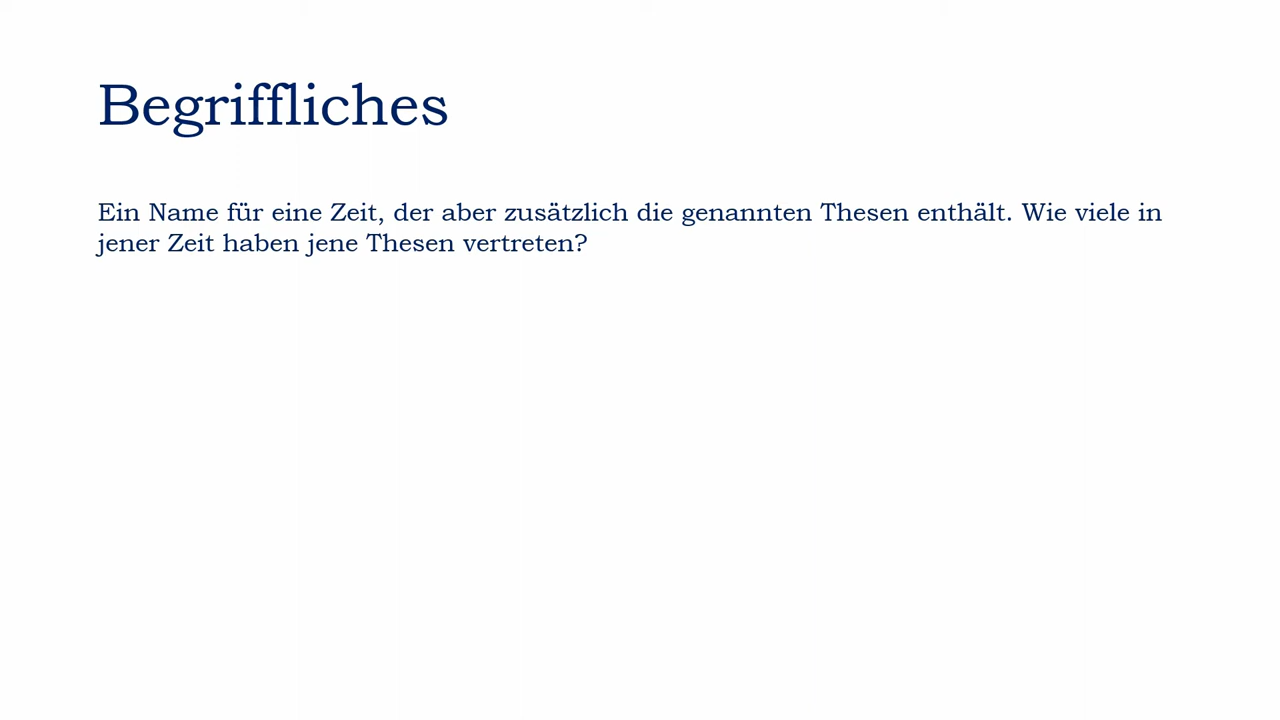 Begriffliches
Ein Name für eine Zeit, der aber zusätzlich die genannten Thesen enthält. Wie viele in
jener Zeit haben jene Thesen vertreten?